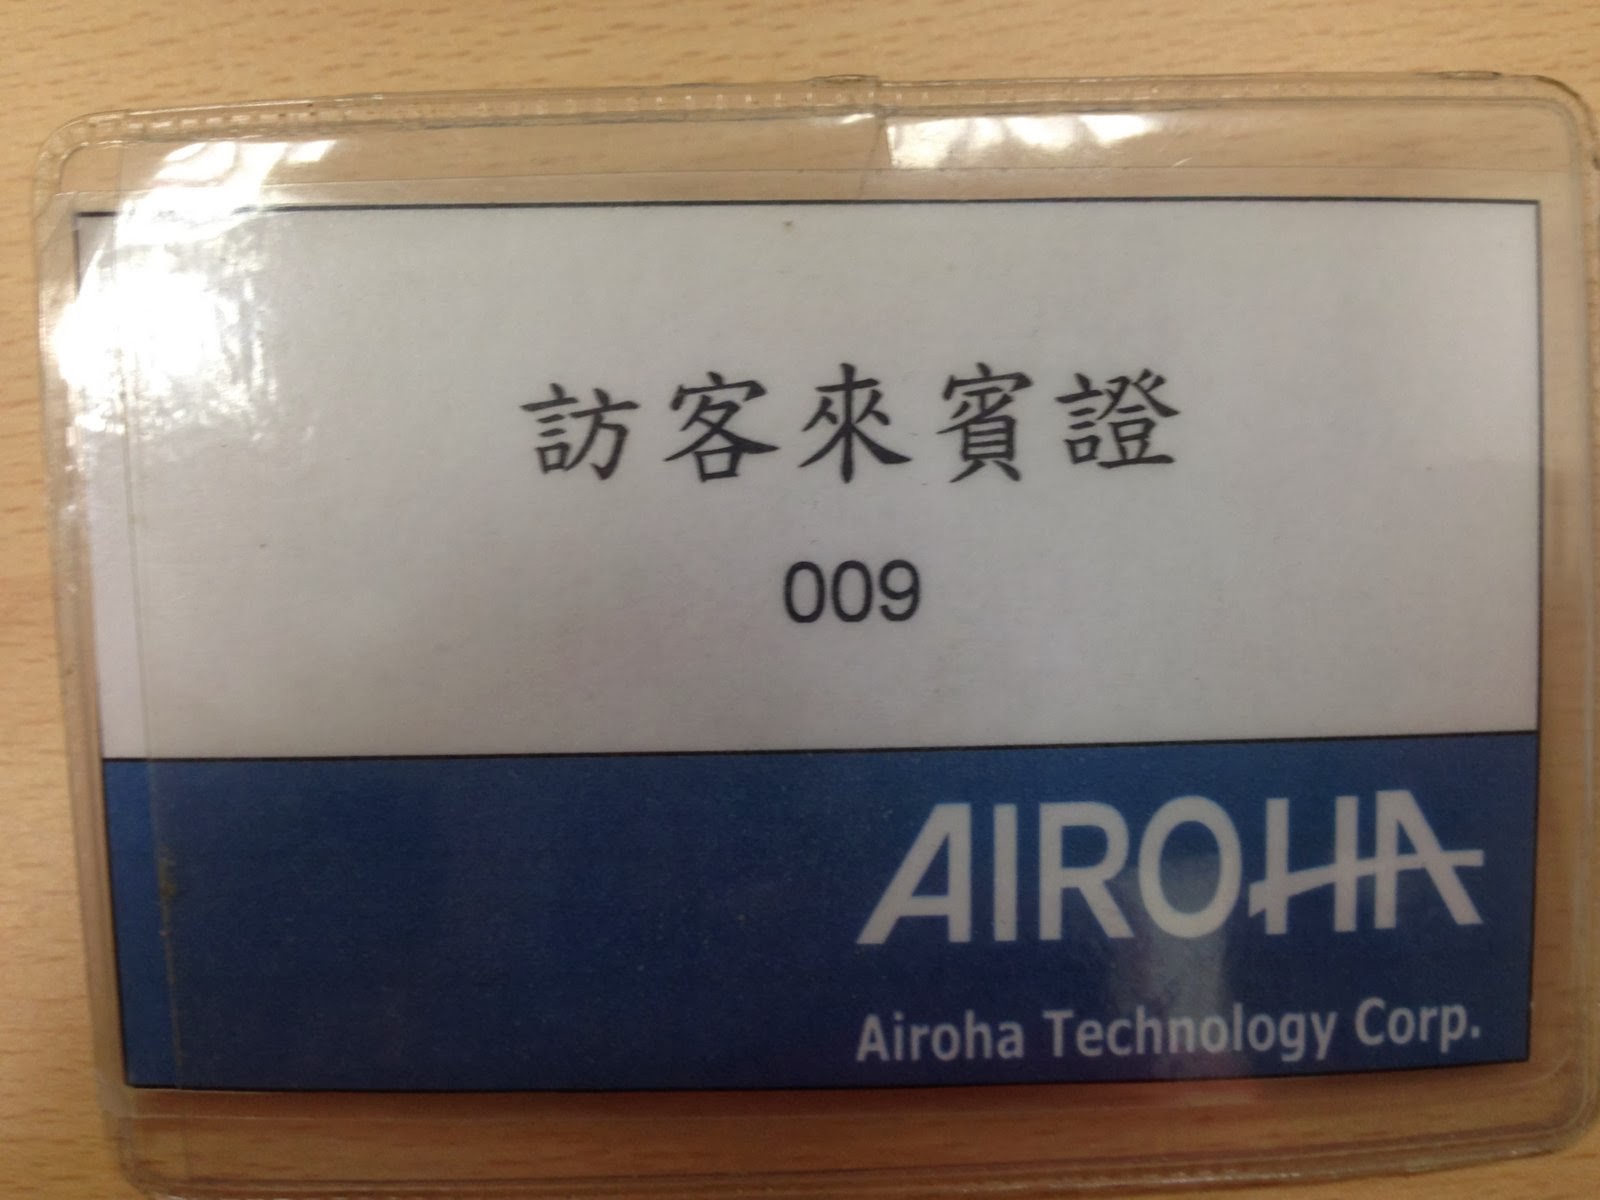 訪客來賓證
009
AIROHA
Airoha Technology Corp.